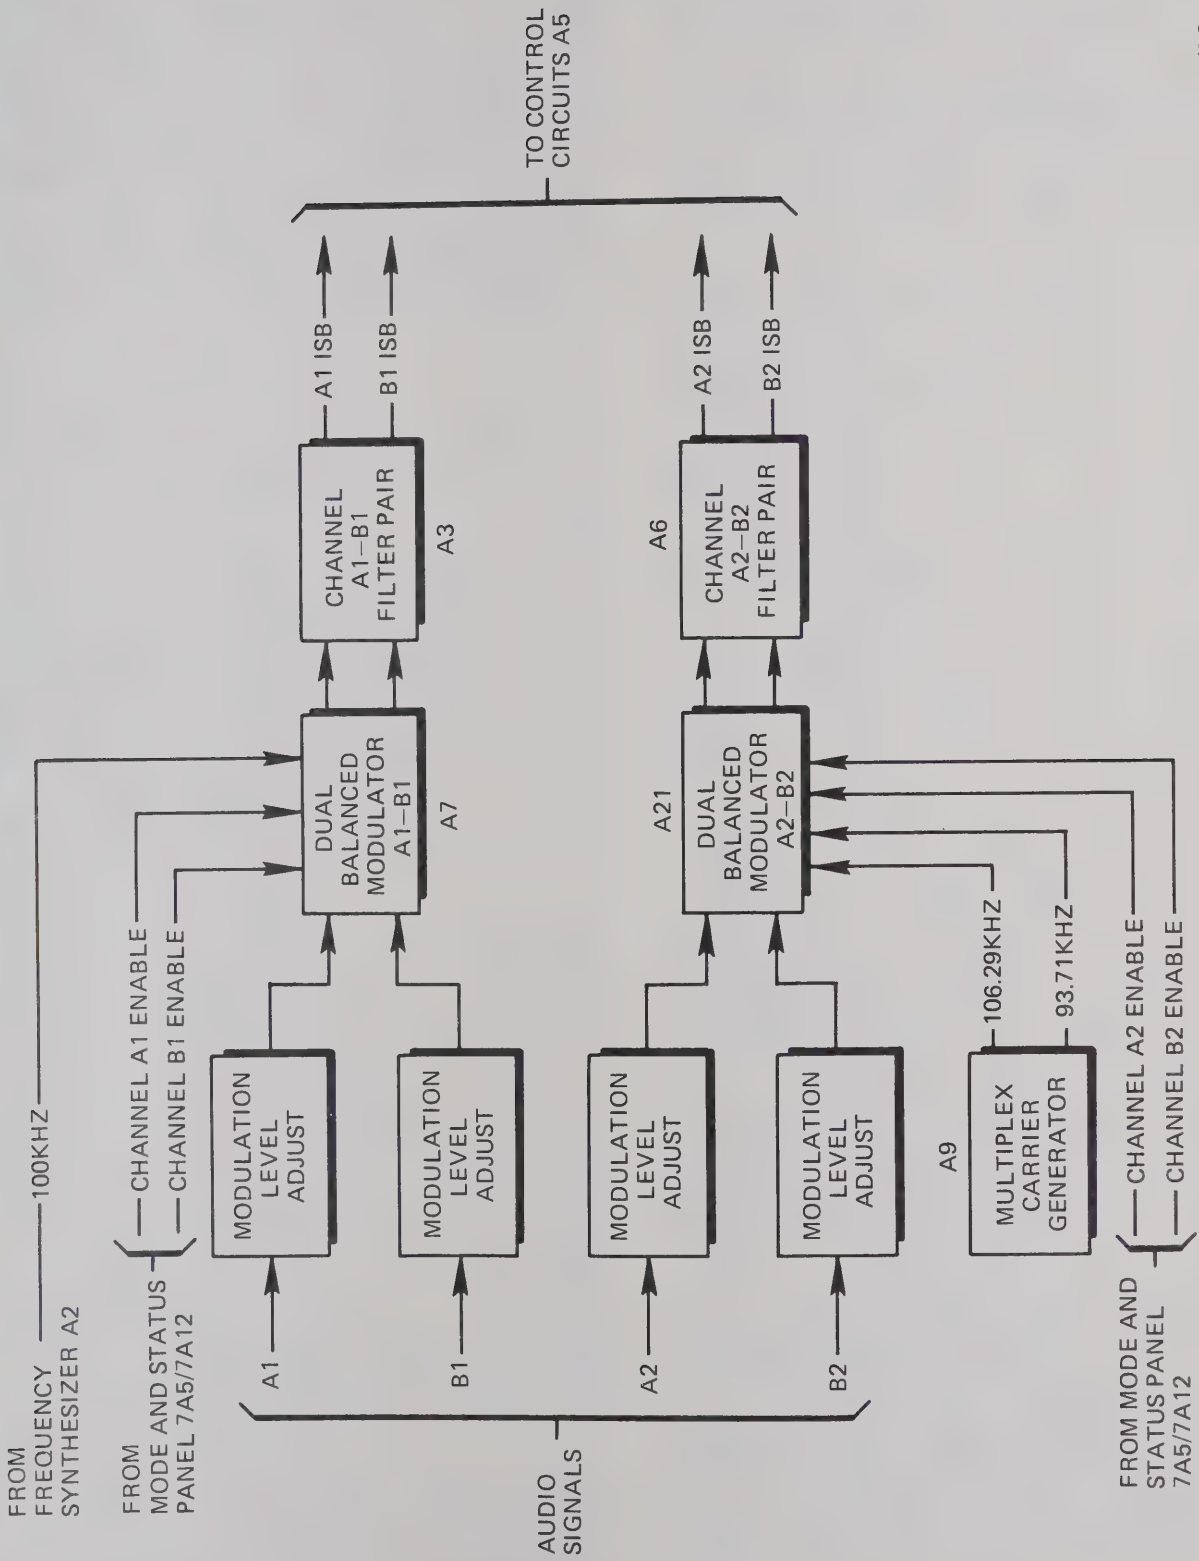 FROM
FREQUENCY
SYNTHESIZER A2
100KHZ
FROM
MODE AND STATUS
PANEL 7A5/7A12
CHANNEL A1 ENABLE
CHANNEL B1 ENABLE
AUDIO
SIGNALS
A1
MODULATION
LEVEL
ADJUST
B1
MODULATION
LEVEL
ADJUST
DUAL
BALANCED
MODULATOR
A1-B1
A7
CHANNEL
A1-B1
FILTER PAIR
A3
A1 ISB
B1 ISB
TO CONTROL
CIRCUITS A5
A2
MODULATION
LEVEL
ADJUST
B2
MODULATION
LEVEL
ADJUST
A21
DUAL
BALANCED
MODULATOR
A2-B2
A6
CHANNEL
A2-B2
FILTER PAIR
A2 ISB
B2 ISB
A9
MULTIPLEX
CARRIER
GENERATOR
106.29KHZ
93.71KHZ
FROM MODE AND
STATUS PANEL
7A5/7A12
CHANNEL A2 ENABLE
CHANNEL B2 ENABLE